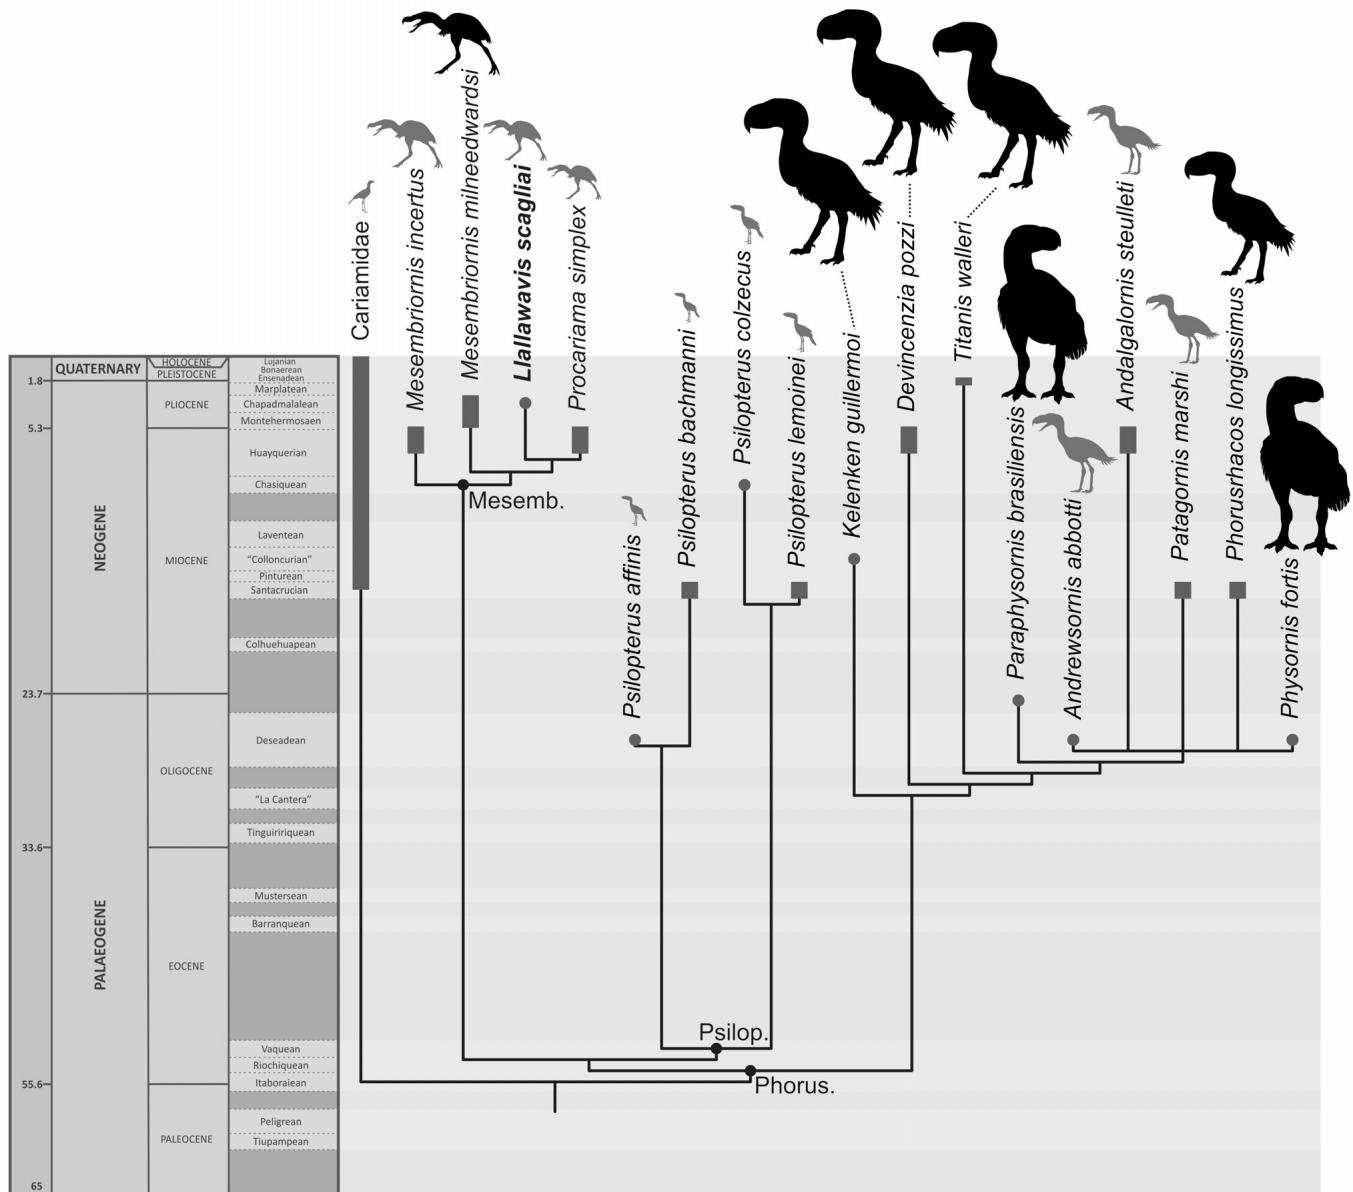 Cariamidae
Mesembriornis incertus
Mesembriornis milneedwardsi
Llallawavis scagliai
Procariama simplex
Psilopterus affinis
Psilopterus bachmanni
Psilopterus colzecus
Psilopterus lemoinei
Kelenken guillermoi
Devincenzia pozzi
Titanis walleri
Paraphysornis brasiliensis
Andrewsornis abbotti
Andalgalornis steulleti
Patagornis marshi
Phorusrhacos longissimus
Physornis fortis
QUATERNARY
NEOGENE
PALAEOGENE
HOLOCENE
PLEISTOCENE
PLIOCENE
MIOCENE
OLIGOCENE
EOCENE
PALEOCENE
Lujanian
Bonaerean
Ensenadean
Marplatean
Chapadmalalean
Montehermosaen
Huayquerian
Chasiquean
Laventean
“Colloncurian”
Pinturean
Santacrucian
Colhuehuapean
Deseadean
“La Cantera”
Tinguiririquean
Mustersean
Barranquean
Vaquean
Riochiquean
Itaboraiean
Peligrean
Tiupampean
1.8
5.3
23.7
33.6
55.6
65
Mesemb.
Psilop.
Phorus.